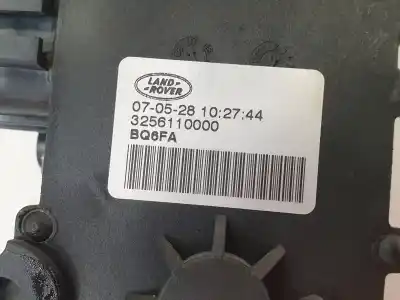 LAND-
-ROVER
07-05-28 10:27:44
3256110000
BQ6FA